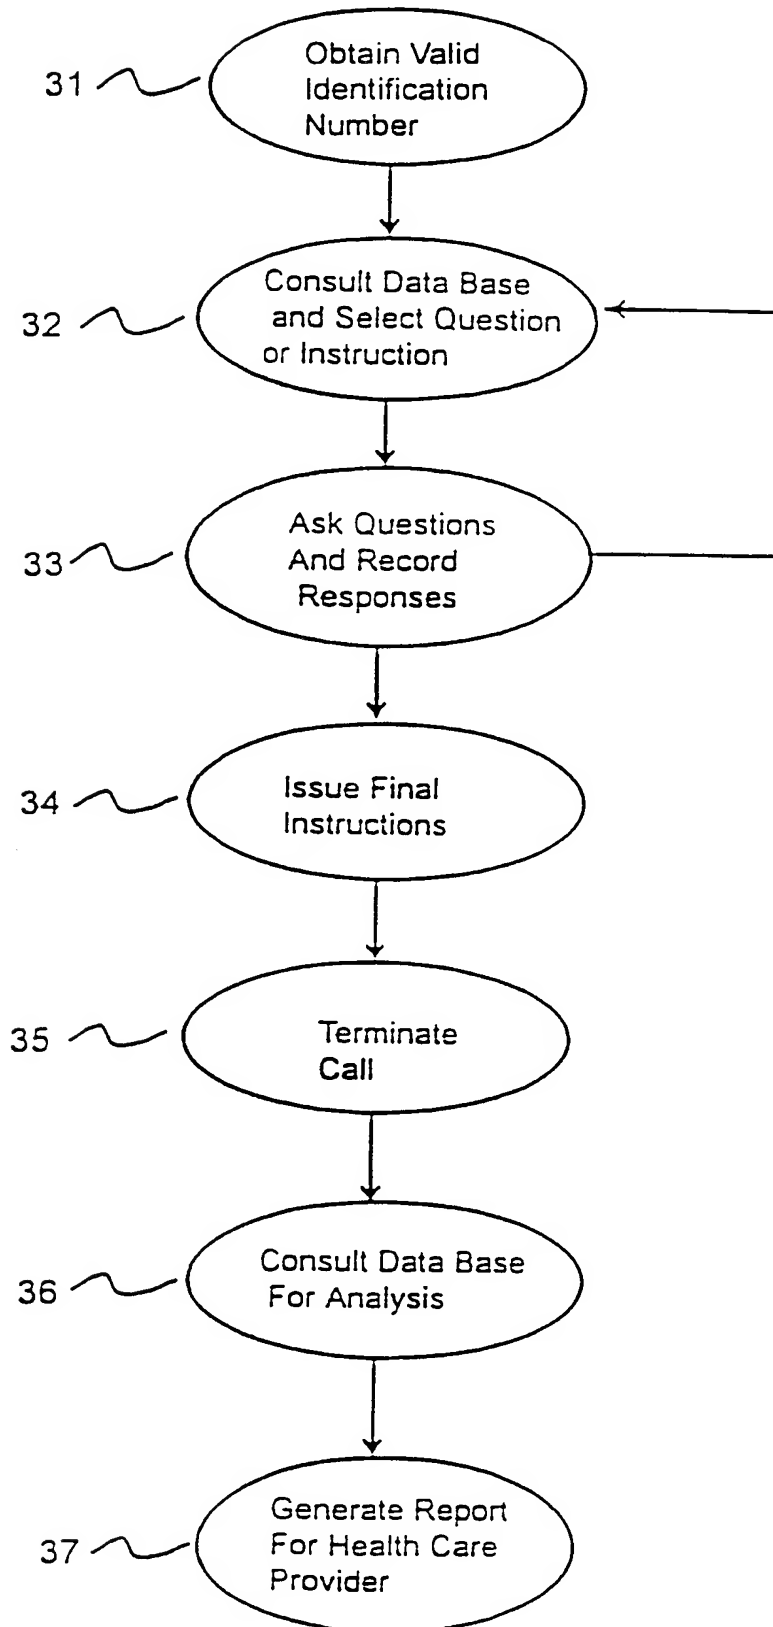 31
Obtain Valid
Identification
Number
32
Consult Data Base
and Select Question
or Instruction
33
Ask Questions
And Record
Responses
34
Issue Final
Instructions
35
Terminate
Call
36
Consult Data Base
For Analysis
37
Generate Report
For Health Care
Provider